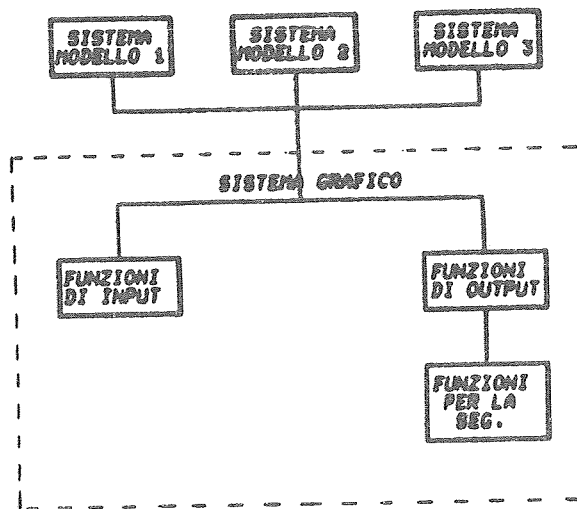 SISTEMA
MODELLO 1
SISTEMA
MODELLO 2
SISTEMA
MODELLO 3
SISTEMA GRAFICO
FUNZIONI
DI INPUT
FUNZIONI
DI OUTPUT
FUNZIONI
PER LA
SEG.